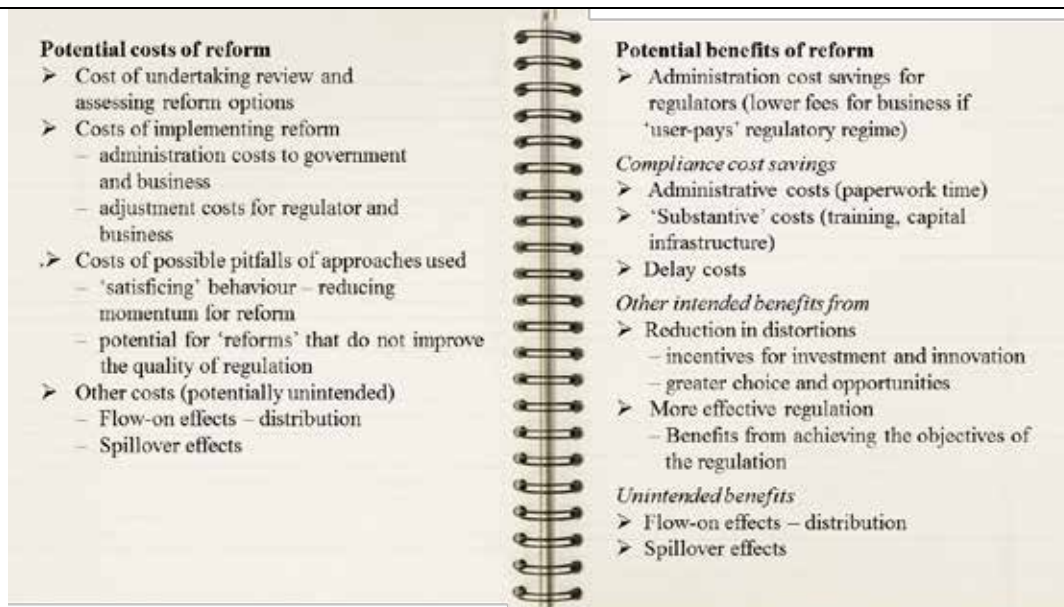 Potential costs of reform
➢ Cost of undertaking review and
assessing reform options
➢ Costs of implementing reform
– administration costs to government
and business
– adjustment costs for regulator and
business
➢ Costs of possible pitfalls of approaches used
– ‘satisficing’ behaviour – reducing
momentum for reform
– potential for ‘reforms’ that do not improve
the quality of regulation
➢ Other costs (potentially unintended)
– Flow-on effects – distribution
– Spillover effects
Potential benefits of reform
➢ Administration cost savings for
regulators (lower fees for business if
‘user-pays’ regulatory regime)
Compliance cost savings
➢ Administrative costs (paperwork time)
➢ ‘Substantive’ costs (training, capital
infrastructure)
➢ Delay costs
Other intended benefits from
➢ Reduction in distortions
– incentives for investment and innovation
– greater choice and opportunities
➢ More effective regulation
– Benefits from achieving the objectives of
the regulation
Unintended benefits
➢ Flow-on effects – distribution
➢ Spillover effects